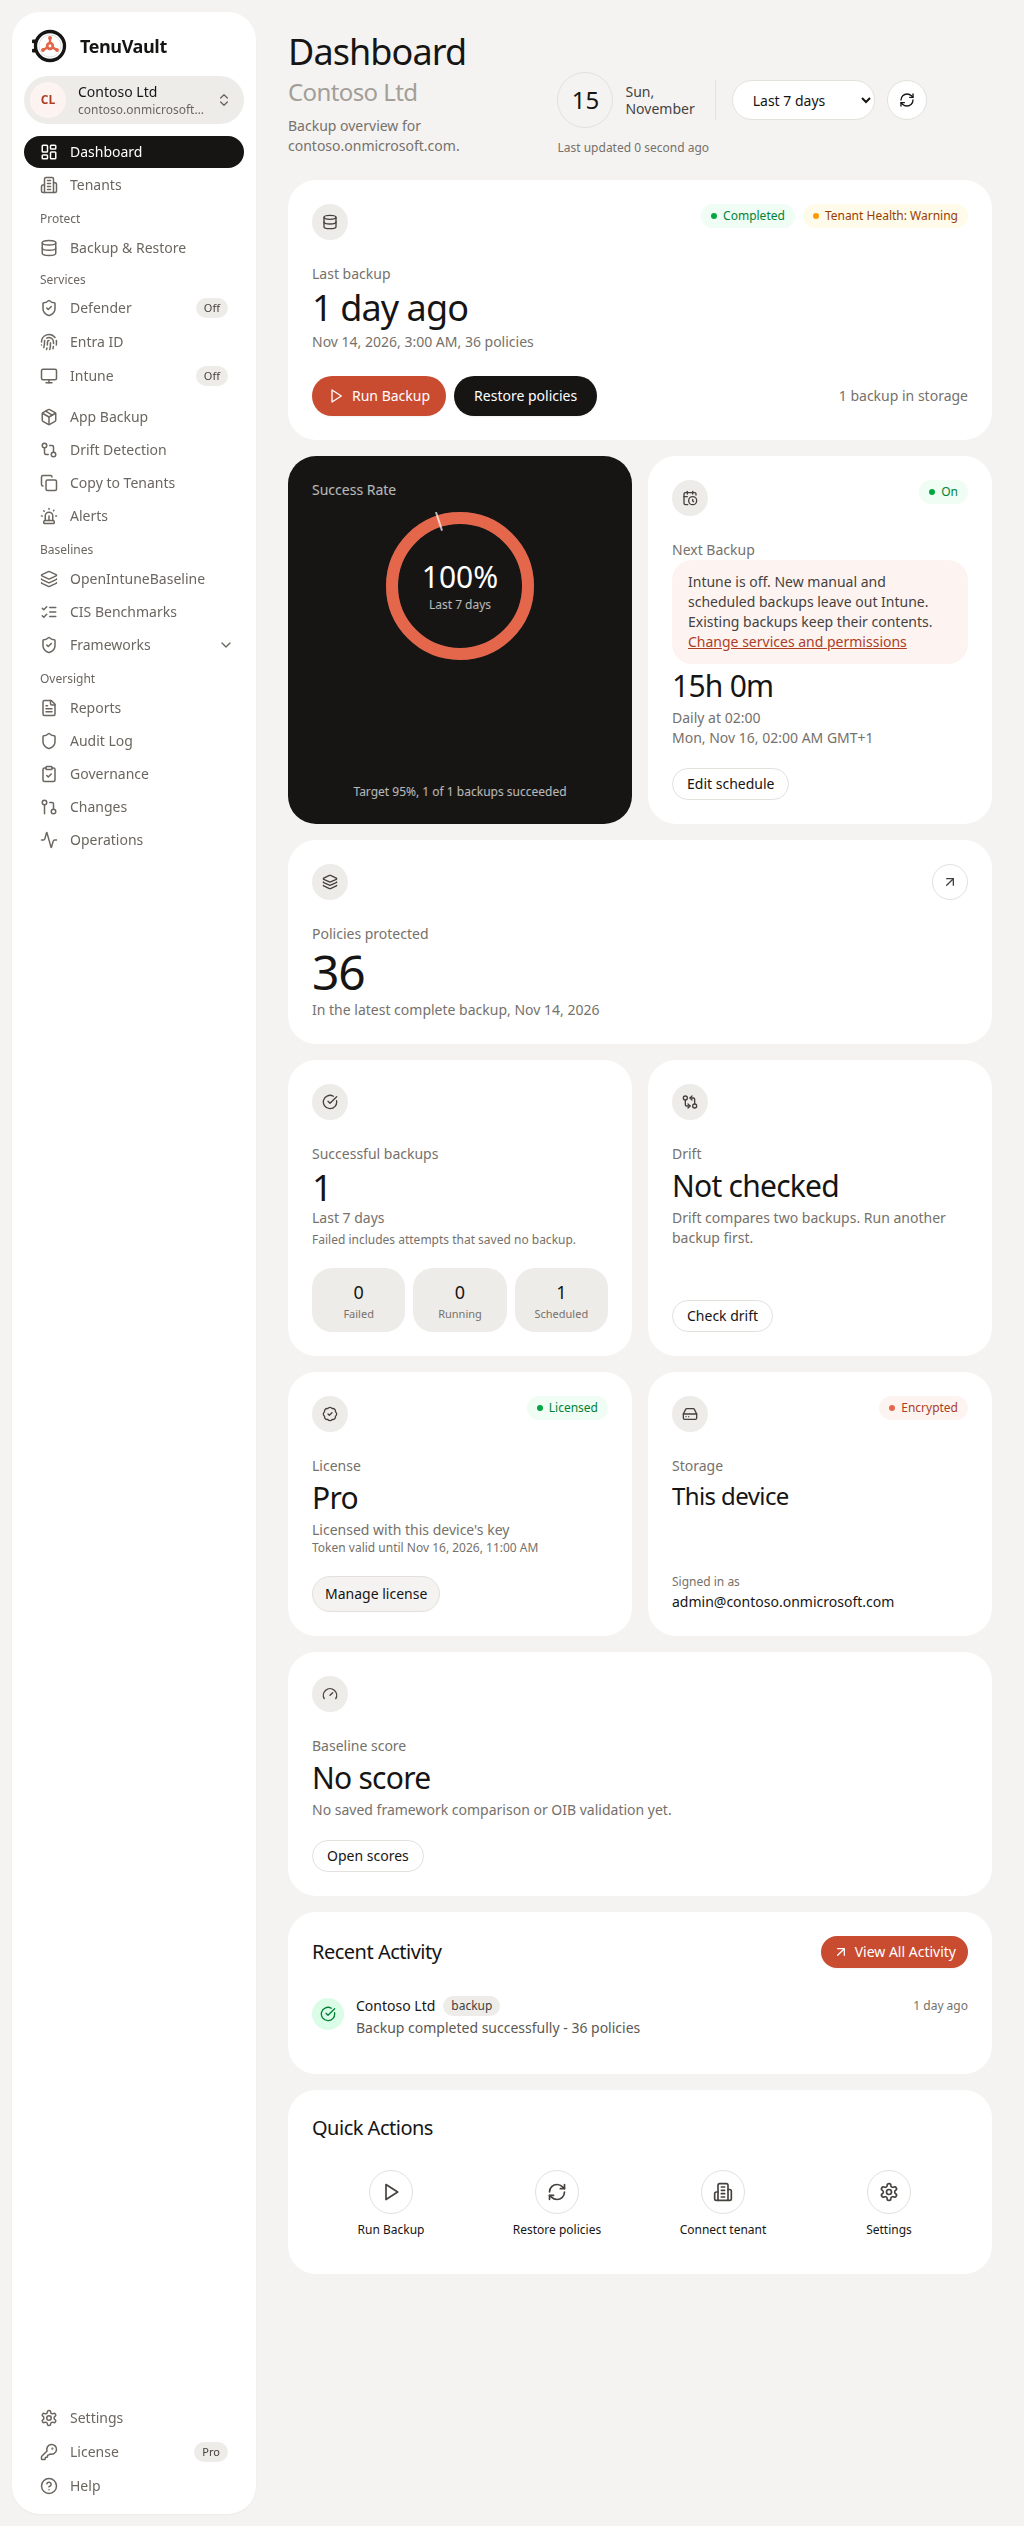 TenuVault
CL
Contoso Ltd
contoso.onmicrosoft...
Dashboard
Tenants
Protect
Backup & Restore
Services
Defender
Off
Entra ID
Intune
Off
App Backup
Drift Detection
Copy to Tenants
Alerts
Baselines
OpenIntuneBaseline
CIS Benchmarks
Frameworks
Oversight
Reports
Audit Log
Governance
Changes
Operations
Settings
License
Pro
Help
Dashboard
Contoso Ltd
Backup overview for
contoso.onmicrosoft.com.
15
Sun,
November
Last 7 days
Last updated 0 second ago
Completed
Tenant Health: Warning
Last backup
1 day ago
Nov 14, 2026, 3:00 AM, 36 policies
Run Backup
Restore policies
1 backup in storage
Success Rate
100%
Last 7 days
Target 95%, 1 of 1 backups succeeded
On
Next Backup
Intune is off. New manual and
scheduled backups leave out Intune.
Existing backups keep their contents.
Change services and permissions
15h 0m
Daily at 02:00
Mon, Nov 16, 02:00 AM GMT+1
Edit schedule
Policies protected
36
In the latest complete backup, Nov 14, 2026
Successful backups
1
Last 7 days
Failed includes attempts that saved no backup.
0
Failed
0
Running
1
Scheduled
Drift
Not checked
Drift compares two backups. Run another
backup first.
Check drift
Licensed
License
Pro
Licensed with this device's key
Token valid until Nov 16, 2026, 11:00 AM
Manage license
Encrypted
Storage
This device
Signed in as
admin@contoso.onmicrosoft.com
Baseline score
No score
No saved framework comparison or OIB validation yet.
Open scores
Recent Activity
View All Activity
Contoso Ltd
backup
1 day ago
Backup completed successfully - 36 policies
Quick Actions
Run Backup
Restore policies
Connect tenant
Settings